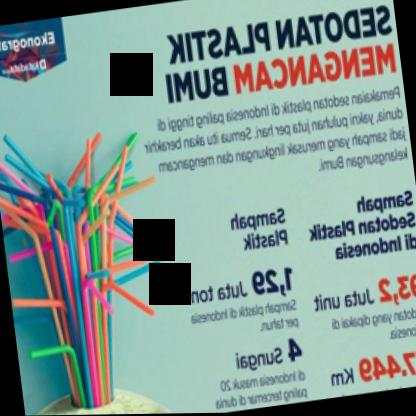 Ekonogra
Katadata
SEDOTAN PLASTIK
MENGANCAM BUMI
Pemakaian sedotan plastik di Indonesia paling tinggi di
dunia, yakni puluhan juta per hari. Itu semua akan berakhir
jadi sampah yang merusak lingkungan dan mengancam
kelangsungan Bumi.
Sampah
Sedotan Plastik
di Indonesia
93,2 Juta unit
sedotan yang dipakai di
7.449 KM
Sampah
Plastik
1,29 Juta ton
Sampah plastik di Indonesia
per tahun.
4 Sungai
di Indonesia masuk 20
paling tercemar di dunia